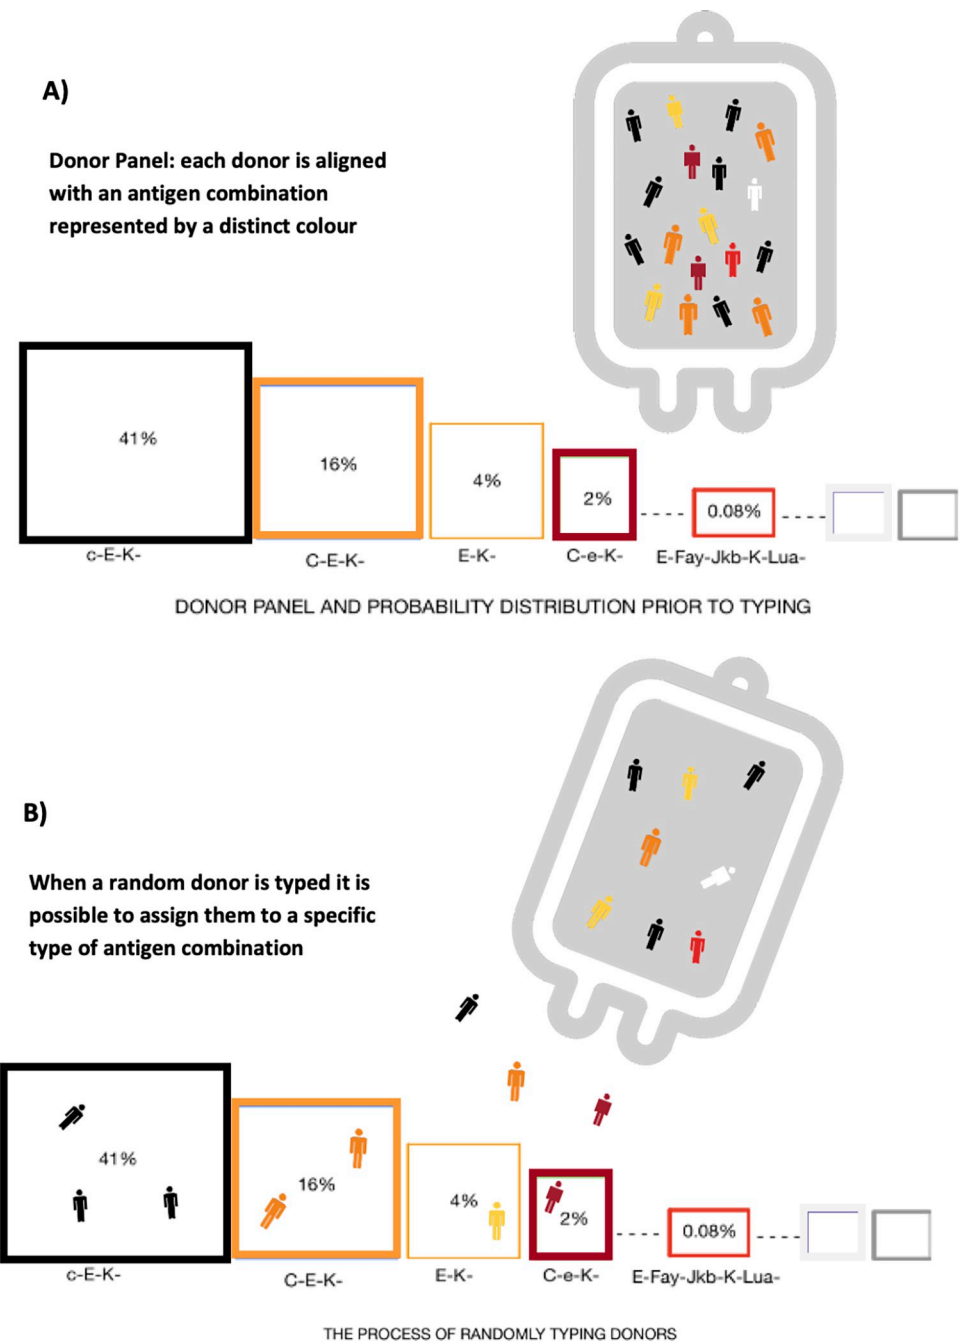 A)
Donor Panel: each donor is aligned
with an antigen combination
represented by a distinct colour
41%
16%
4%
2%
0.08%
c-E-K-
C-E-K-
E-K-
C-e-K-
E-Fay-Jkb-K-Lua-
DONOR PANEL AND PROBABILITY DISTRIBUTION PRIOR TO TYPING
B)
When a random donor is typed it is
possible to assign them to a specific
type of antigen combination
41%
16%
4%
2%
0.08%
c-E-K-
C-E-K-
E-K-
C-e-K-
E-Fay-Jkb-K-Lua-
THE PROCESS OF RANDOMLY TYPING DONORS